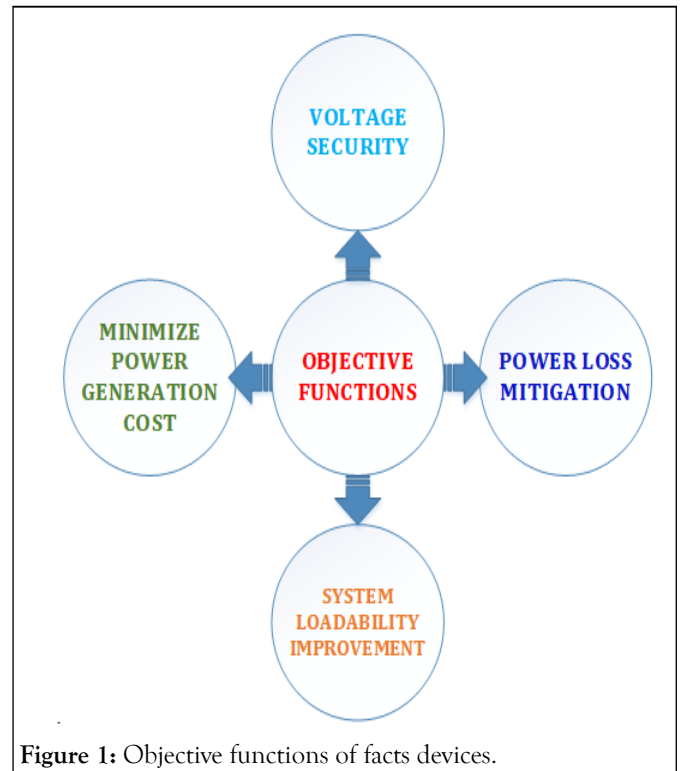 VOLTAGE
SECURITY
MINIMIZE
POWER
GENERATION
COST
OBJECTIVE
FUNCTIONS
POWER LOSS
MITIGATION
SYSTEM
LOADABILITY
IMPROVEMENT
.
Figure 1: Objective functions of facts devices.